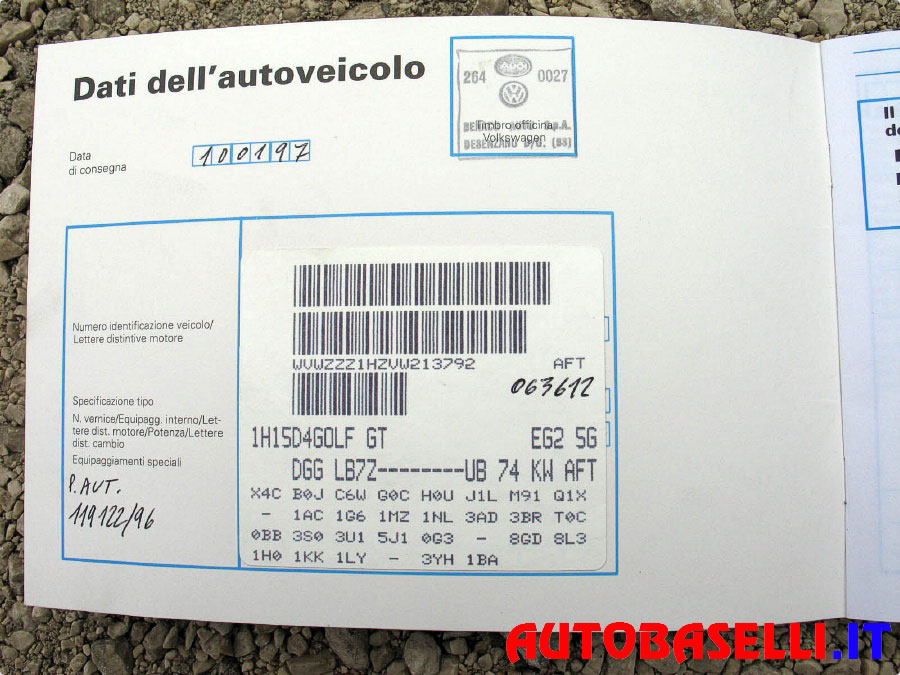 Dati dell'autoveicolo
264 AUDI 0027
Timbro officina
Volkswagen
DESENZANO D/G. (BS)
Data
di consegna
100197
Il
Numero identificazione veicolo/
Lettere distintive motore
WVWZZZ1HZVW213792 AFT
063612
Specificazione tipo
N. vernice/Equipagg. interno/Let-
tere dist. motore/Potenza/Lettere
dist. cambio
Equipaggiamenti speciali
P. AUT.
119122/96
1H15D4GOLF GT EG2 5G
DGG LB7Z--------UB 74 KW AFT
X4C B0J C6W G0C H0U J1L M91 Q1X
- 1AC 1G6 1MZ 1NL 3AD 3BR T0C
0BB 3S0 3U1 5J1 0G3 - 8GD 8L3
1H0 1KK 1LY - 3YH 1BA
AUTOBASELLI.IT